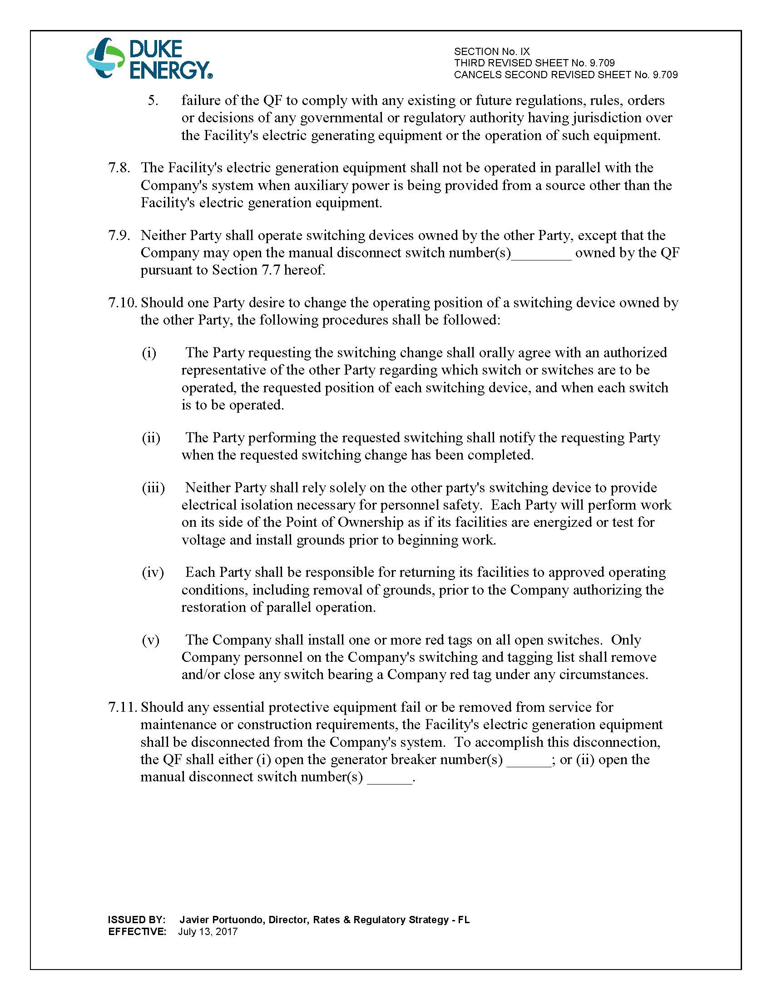 DUKE
ENERGY®
SECTION No. IX
THIRD REVISED SHEET No. 9.709
CANCELS SECOND REVISED SHEET No. 9.709
5. failure of the QF to comply with any existing or future regulations, rules, orders
or decisions of any governmental or regulatory authority having jurisdiction over
the Facility's electric generating equipment or the operation of such equipment.
7.8. The Facility's electric generation equipment shall not be operated in parallel with the
Company's system when auxiliary power is being provided from a source other than the
Facility's electric generation equipment.
7.9. Neither Party shall operate switching devices owned by the other Party, except that the
Company may open the manual disconnect switch number(s)________ owned by the QF
pursuant to Section 7.7 hereof.
7.10. Should one Party desire to change the operating position of a switching device owned by
the other Party, the following procedures shall be followed:
(i) The Party requesting the switching change shall orally agree with an authorized
representative of the other Party regarding which switch or switches are to be
operated, the requested position of each switching device, and when each switch
is to be operated.
(ii) The Party performing the requested switching shall notify the requesting Party
when the requested switching change has been completed.
(iii) Neither Party shall rely solely on the other party's switching device to provide
electrical isolation necessary for personnel safety. Each Party will perform work
on its side of the Point of Ownership as if its facilities are energized or test for
voltage and install grounds prior to beginning work.
(iv) Each Party shall be responsible for returning its facilities to approved operating
conditions, including removal of grounds, prior to the Company authorizing the
restoration of parallel operation.
(v) The Company shall install one or more red tags on all open switches. Only
Company personnel on the Company's switching and tagging list shall remove
and/or close any switch bearing a Company red tag under any circumstances.
7.11. Should any essential protective equipment fail or be removed from service for
maintenance or construction requirements, the Facility's electric generation equipment
shall be disconnected from the Company's system. To accomplish this disconnection,
the QF shall either (i) open the generator breaker number(s) ______; or (ii) open the
manual disconnect switch number(s) ______.
ISSUED BY: Javier Portuondo, Director, Rates & Regulatory Strategy - FL
EFFECTIVE: July 13, 2017